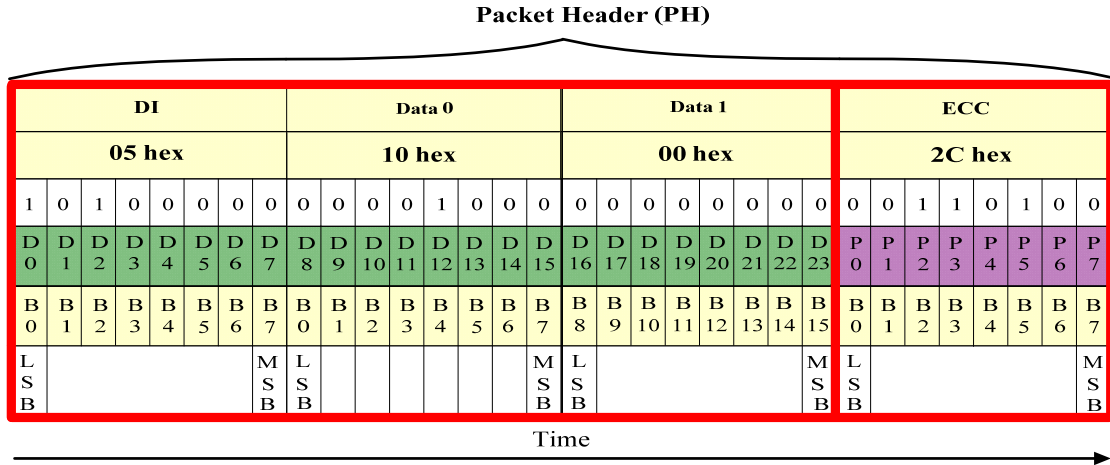 Packet Header (PH)
DI Data 0 Data 1 ECC
05 hex 10 hex 00 hex 2C hex
1 0 1 0 0 0 0 0 0 0 0 0 1 0 0 0 0 0 0 0 0 0 0 0 0 0 1 1 0 1 0 0
D0 D1 D2 D3 D4 D5 D6 D7 D8 D9 D10 D11 D12 D13 D14 D15 D16 D17 D18 D19 D20 D21 D22 D23 P0 P1 P2 P3 P4 P5 P6 P7
B0 B1 B2 B3 B4 B5 B6 B7 B0 B1 B2 B3 B4 B5 B6 B7 B8 B9 B10 B11 B12 B13 B14 B15 B0 B1 B2 B3 B4 B5 B6 B7
LSB MSB LSB MSB LSB MSB LSB MSB
Time